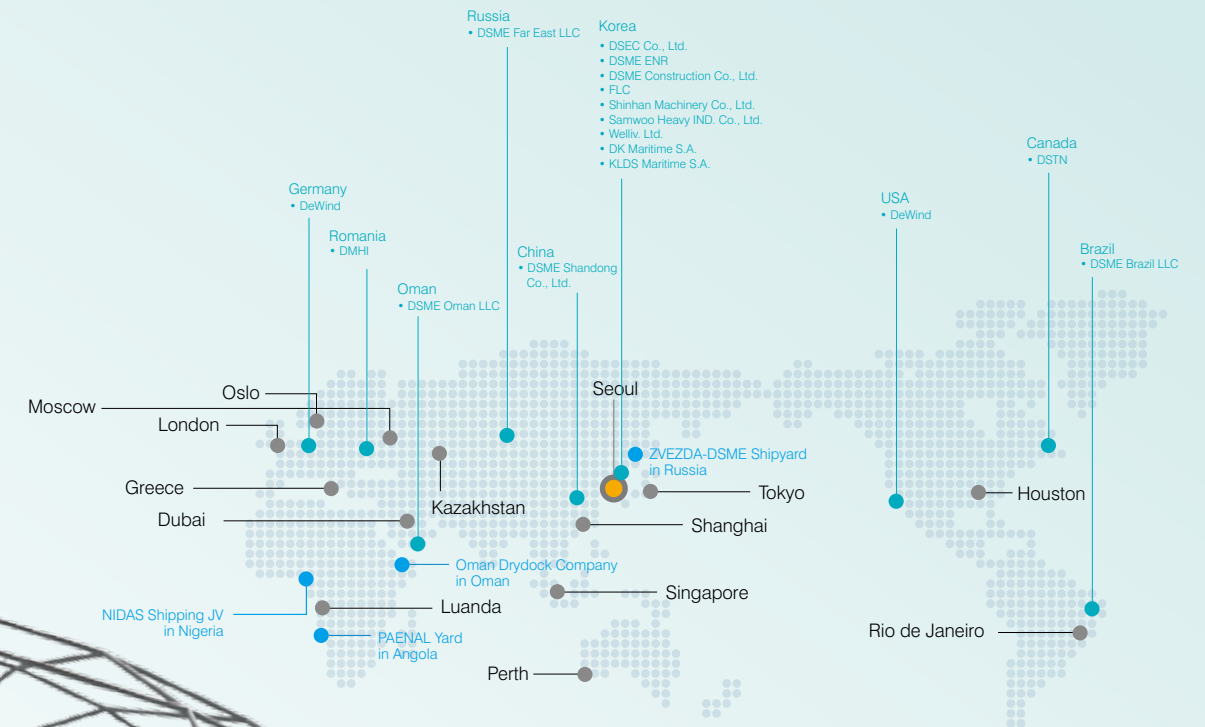 Russia
• DSME Far East LLC
Korea
• DSEC Co., Ltd.
• DSME ENR
• DSME Construction Co., Ltd.
• FLC
• Shinhan Machinery Co., Ltd.
• Samwoo Heavy IND. Co., Ltd.
• Welliv. Ltd.
• DK Maritime S.A.
• KLDS Maritime S.A.
Canada
• DSTN
Germany
• DeWind
USA
• DeWind
Romania
• DMHI
China
• DSME Shandong
Co., Ltd.
Brazil
• DSME Brazil LLC
Oman
• DSME Oman LLC
Seoul
Oslo
Moscow
London
ZVEZDA-DSME Shipyard
in Russia
Greece
Kazakhstan
Tokyo
Houston
Dubai
Shanghai
Oman Drydock Company
in Oman
Singapore
NIDAS Shipping JV
in Nigeria
Luanda
Rio de Janeiro
PAENAL Yard
in Angola
Perth